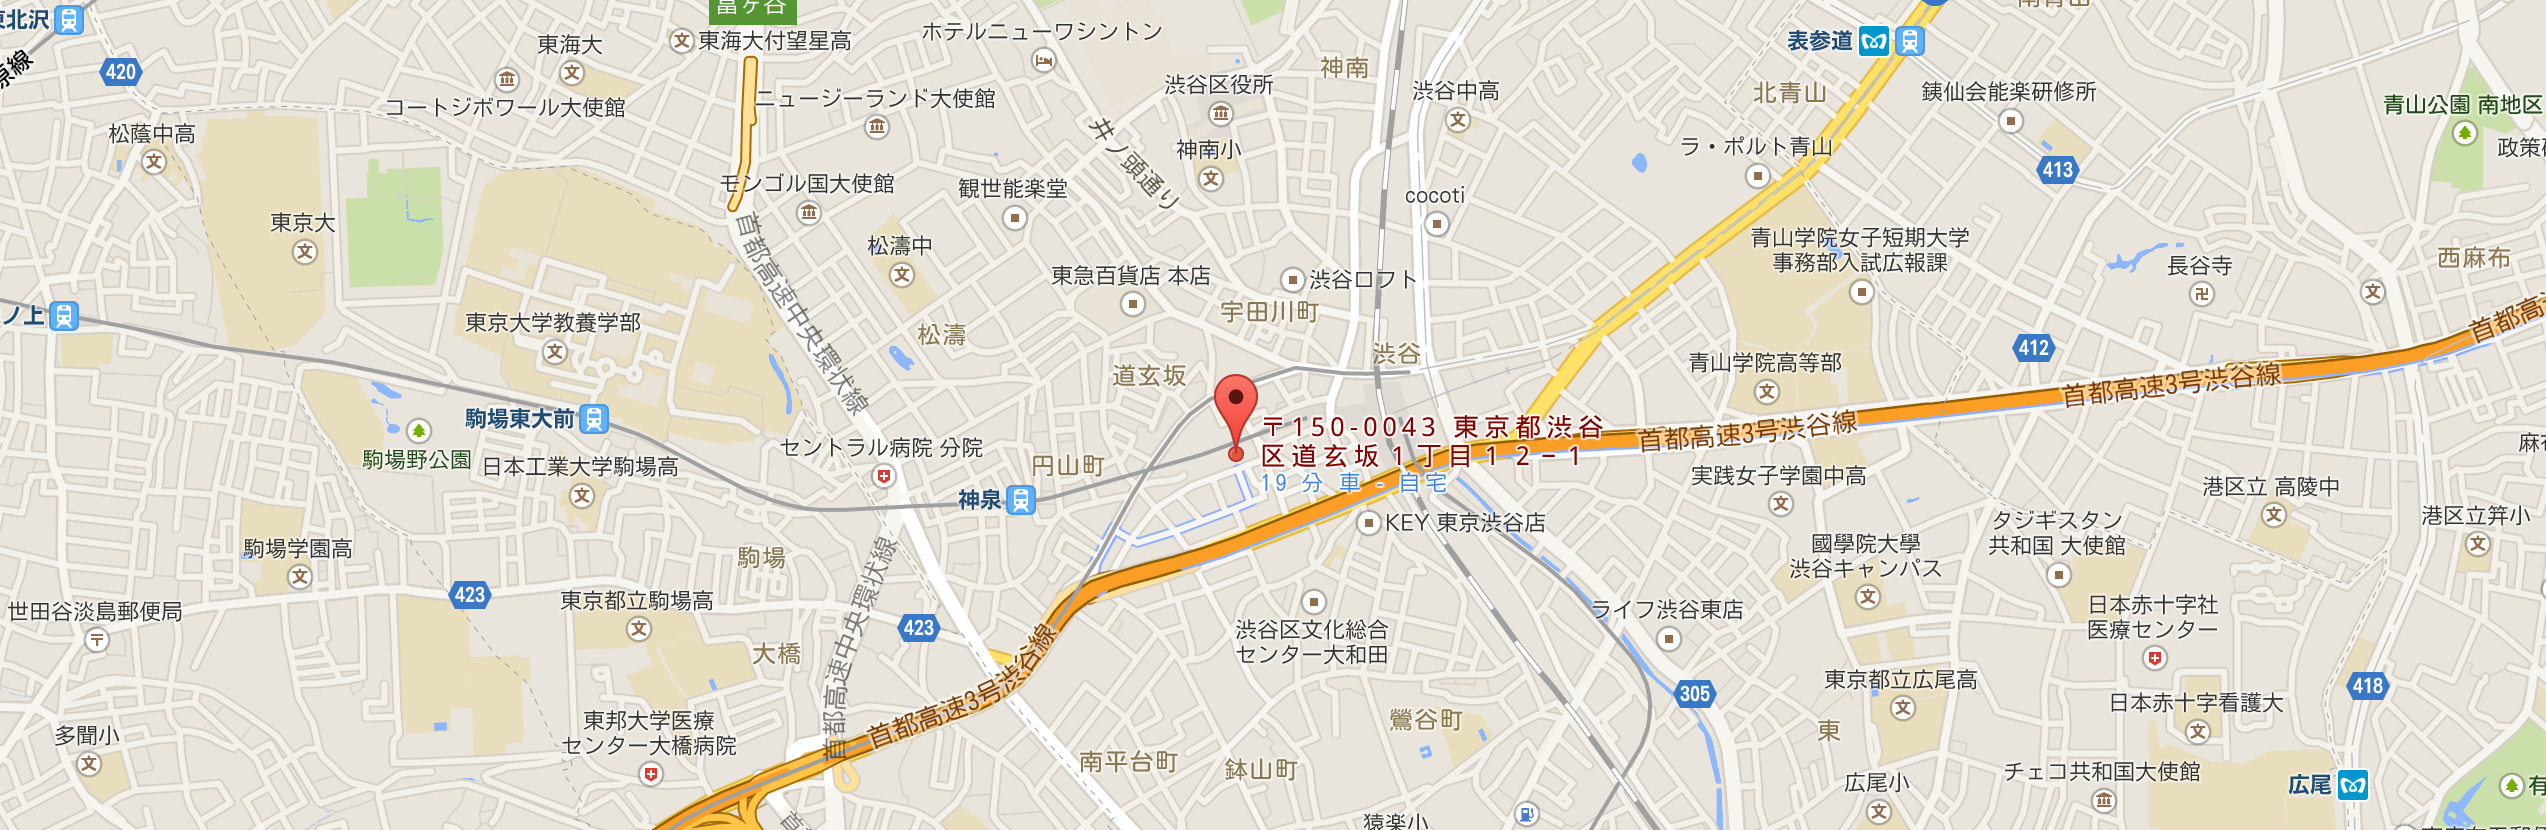 富ヶ谷
東北沢
東海大
東海大付望星高
ホテルニューワシントン
表参道
420
コートジボワール大使館
ニュージーランド大使館
渋谷区役所
神南
渋谷中高
北青山
銕仙会能楽研修所
青山公園 南地区
松蔭中高
井ノ頭通り
神南小
ラ・ポルト青山
413
モンゴル国大使館
観世能楽堂
cocoti
東京大
首都高速中央環状線
松濤中
東急百貨店 本店
渋谷ロフト
青山学院女子短期大学
事務部入試広報課
長谷寺
西麻布
ノ上
東京大学教養学部
松濤
宇田川町
渋谷
412
首都高
道玄坂
青山学院高等部
首都高速3号渋谷線
駒場東大前
〒150-0043 東京都渋谷
区道玄坂１丁目１２−１
19 分 車 - 自宅
首都高速3号渋谷線
駒場野公園
日本工業大学駒場高
セントラル病院 分院
円山町
神泉
実践女子学園中高
港区立 高陵中
港区立笄小
KEY 東京渋谷店
タジギスタン
共和国 大使館
駒場学園高
駒場
國學院大學
渋谷キャンパス
423
東京都立駒場高
世田谷淡島郵便局
423
首都高速中央環状線
渋谷区文化総合
センター大和田
ライフ渋谷東店
日本赤十字社
医療センター
大橋
首都高速3号渋谷線
305
東京都立広尾高
418
多聞小
東邦大学医療
センター大橋病院
鶯谷町
東
日本赤十字看護大
南平台町
鉢山町
広尾小
チェコ共和国大使館
広尾
猿楽小